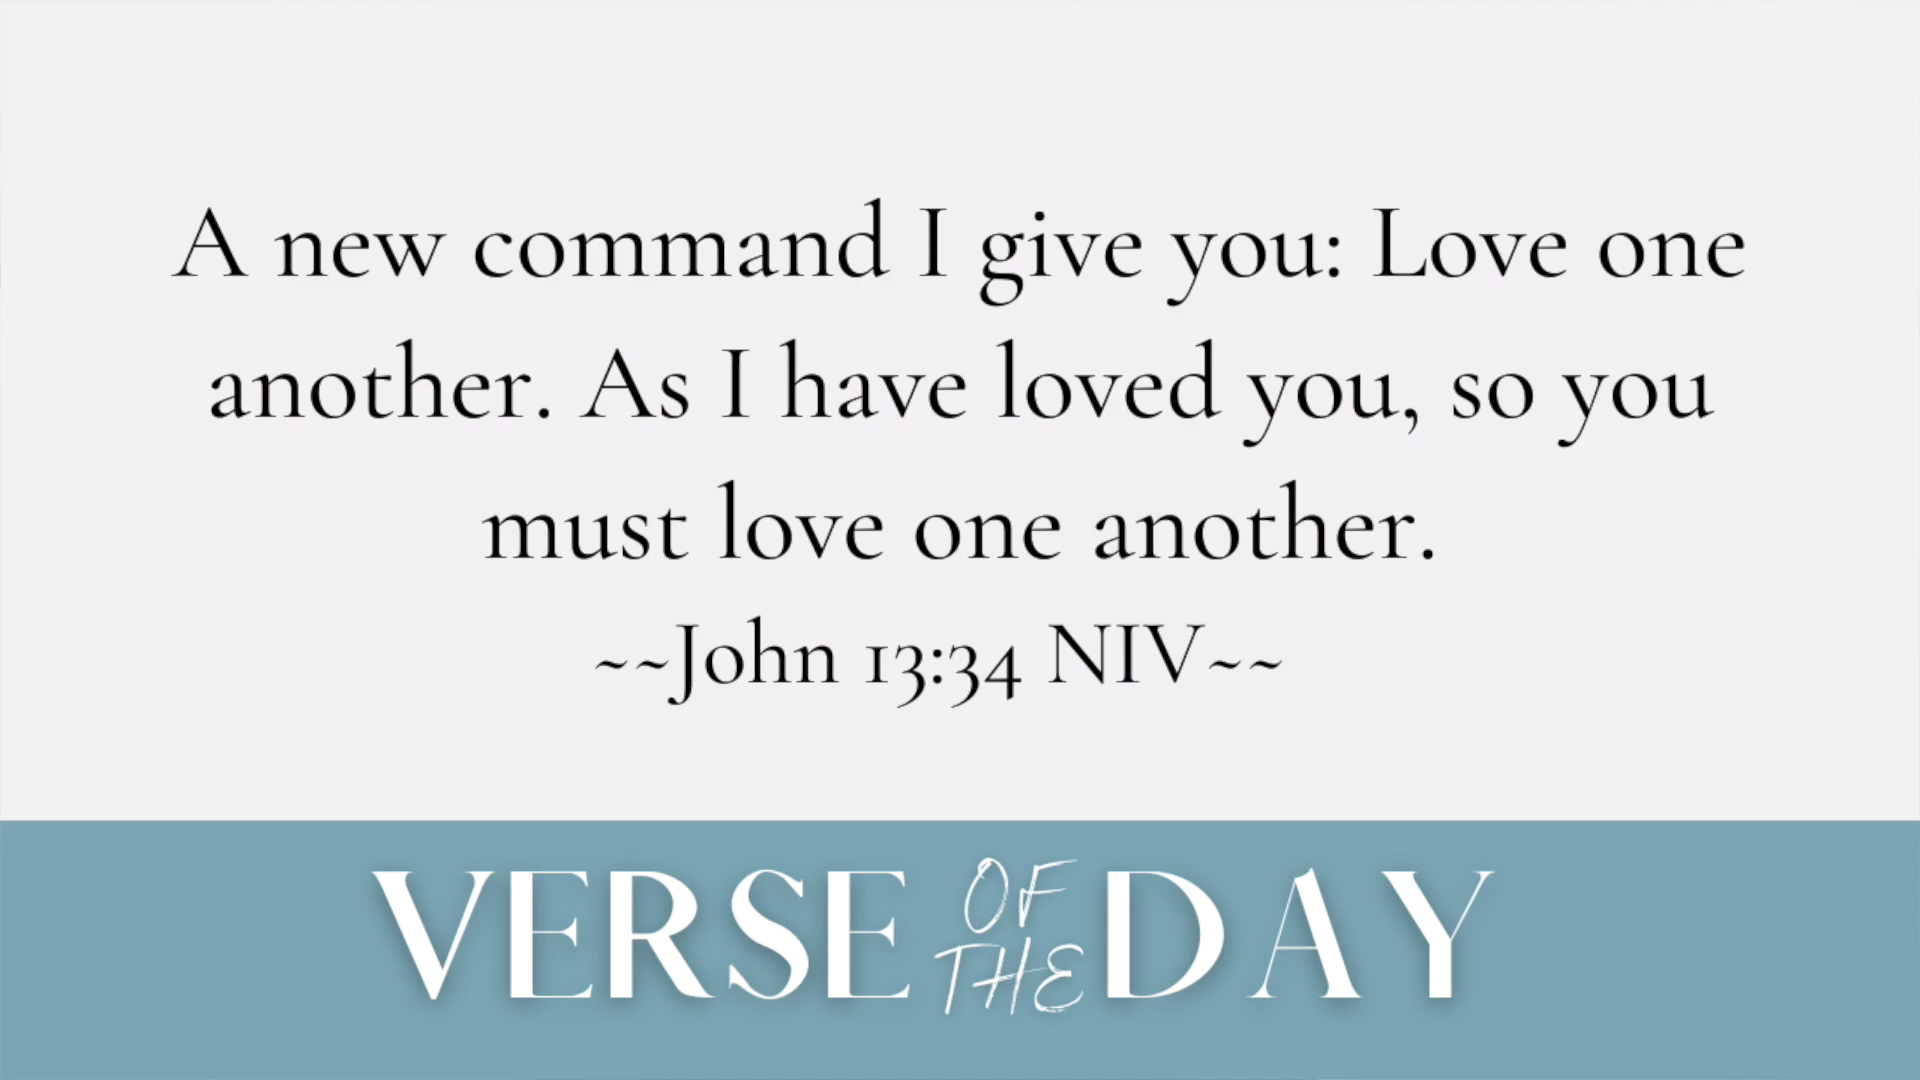 A new command I give you: Love one
another. As I have loved you, so you
must love one another.
~~John 13:34 NIV~~
VERSE OF THE DAY